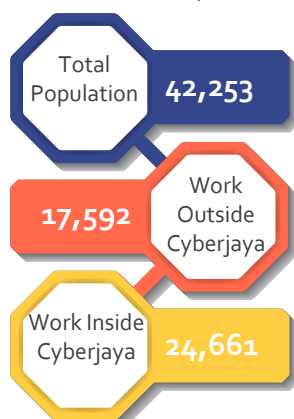 Total
Population
42,253
Work
Outside
Cyberjaya
17,592
Work Inside
Cyberjaya
24,661